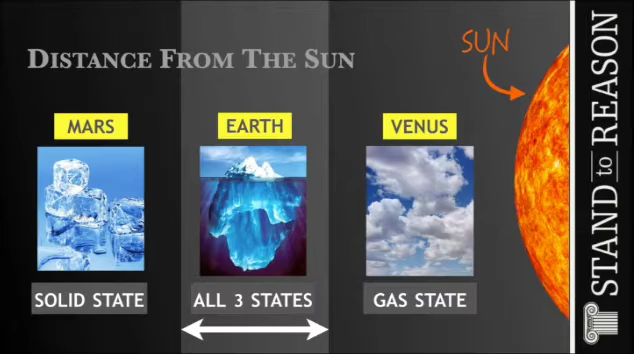 DISTANCE FROM THE SUN
SUN
MARS
EARTH
VENUS
SOLID STATE
ALL 3 STATES
GAS STATE
STAND to REASON